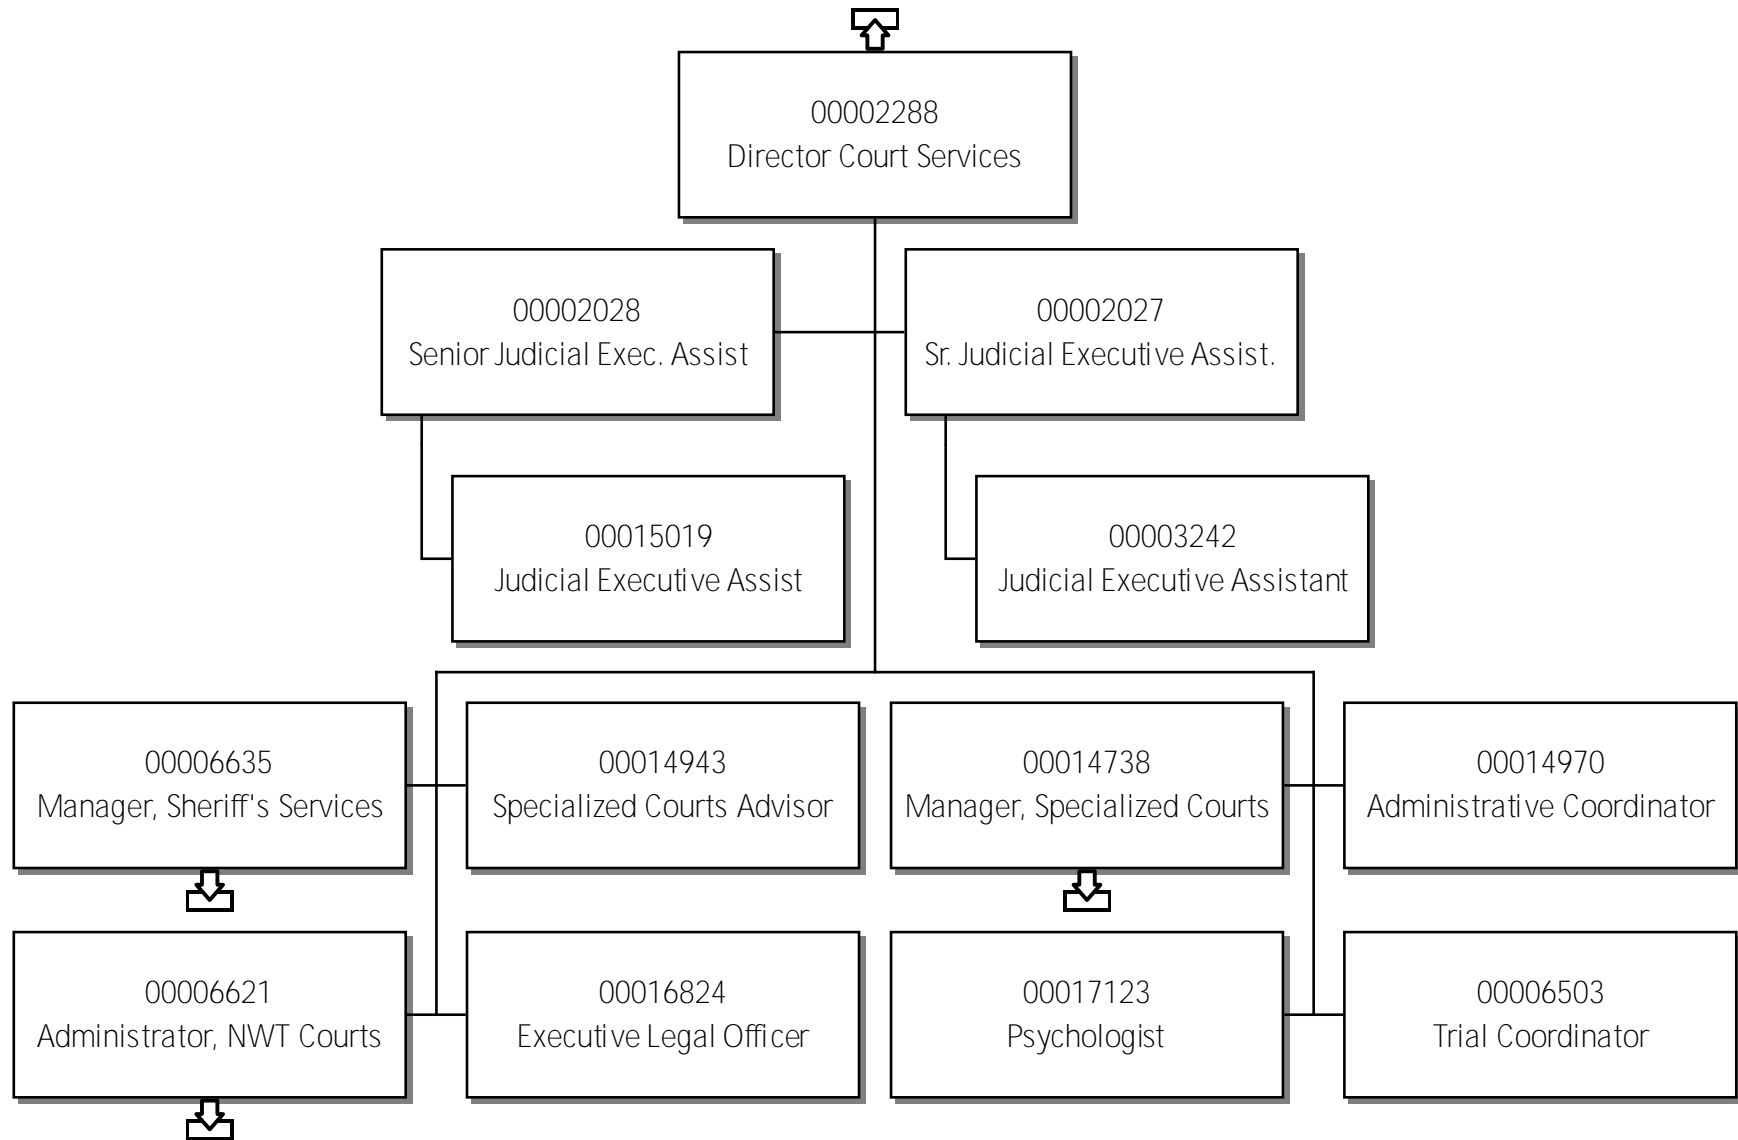 00002288
Director Court Services
00002028
Senior Judicial Exec. Assist
00002027
Sr. Judicial Executive Assist.
00015019
Judicial Executive Assist
00003242
Judicial Executive Assistant
00006635
Manager, Sheriff's Services
00014943
Specialized Courts Advisor
00014738
Manager, Specialized Courts
00014970
Administrative Coordinator
00006621
Administrator, NWT Courts
00016824
Executive Legal Officer
00017123
Psychologist
00006503
Trial Coordinator